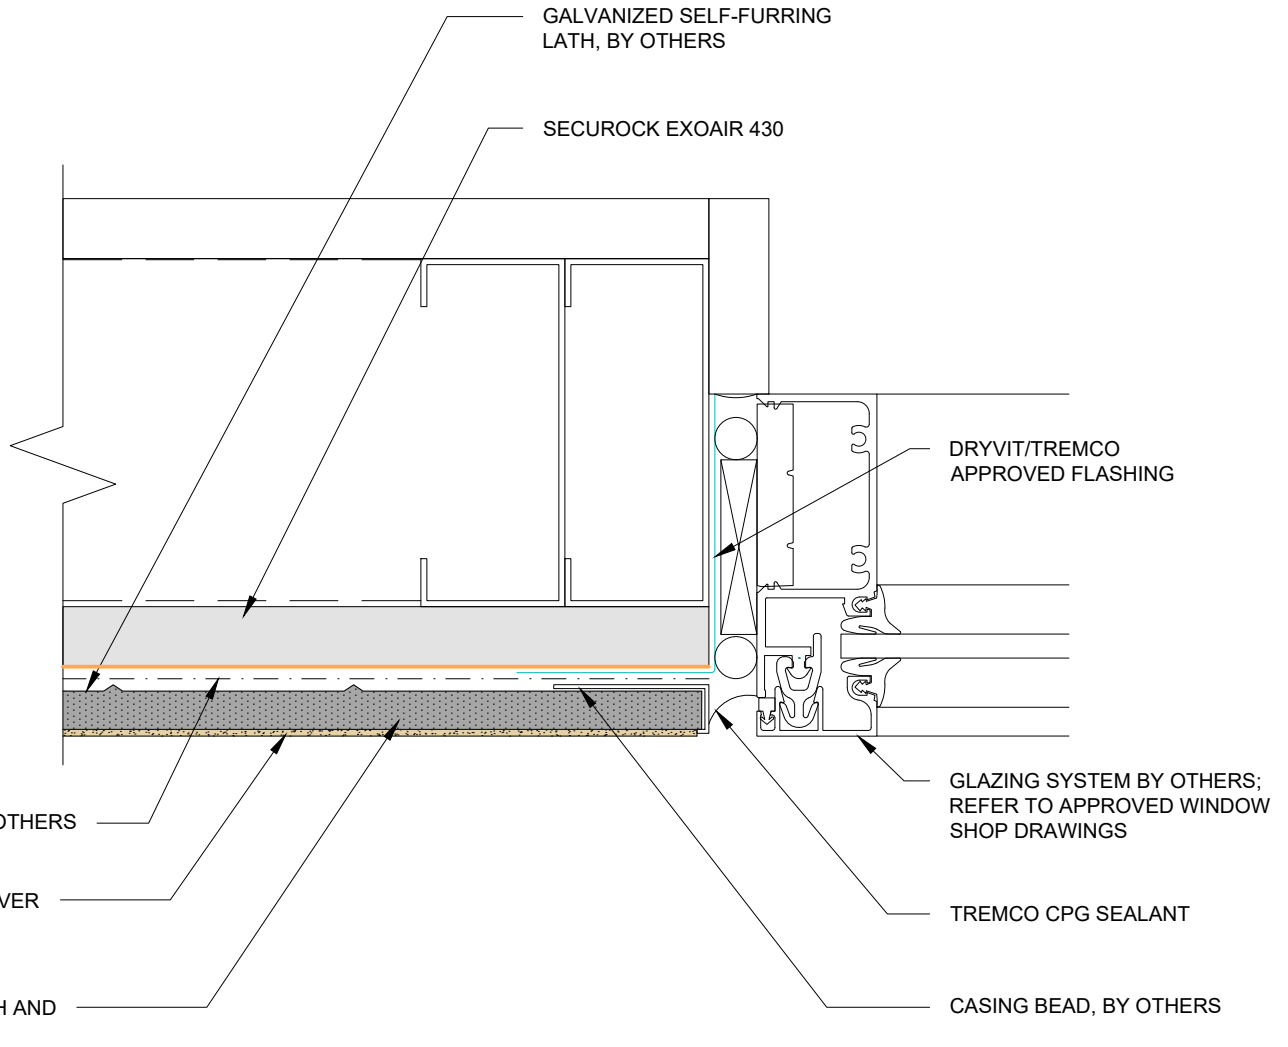 GALVANIZED SELF-FURRING
LATH, BY OTHERS
SECUROCK EXOAIR 430
DRYVIT/TREMCO
APPROVED FLASHING
GLAZING SYSTEM BY OTHERS;
REFER TO APPROVED WINDOW
SHOP DRAWINGS
OTHERS
TREMCO CPG SEALANT
AND
CASING BEAD, BY OTHERS